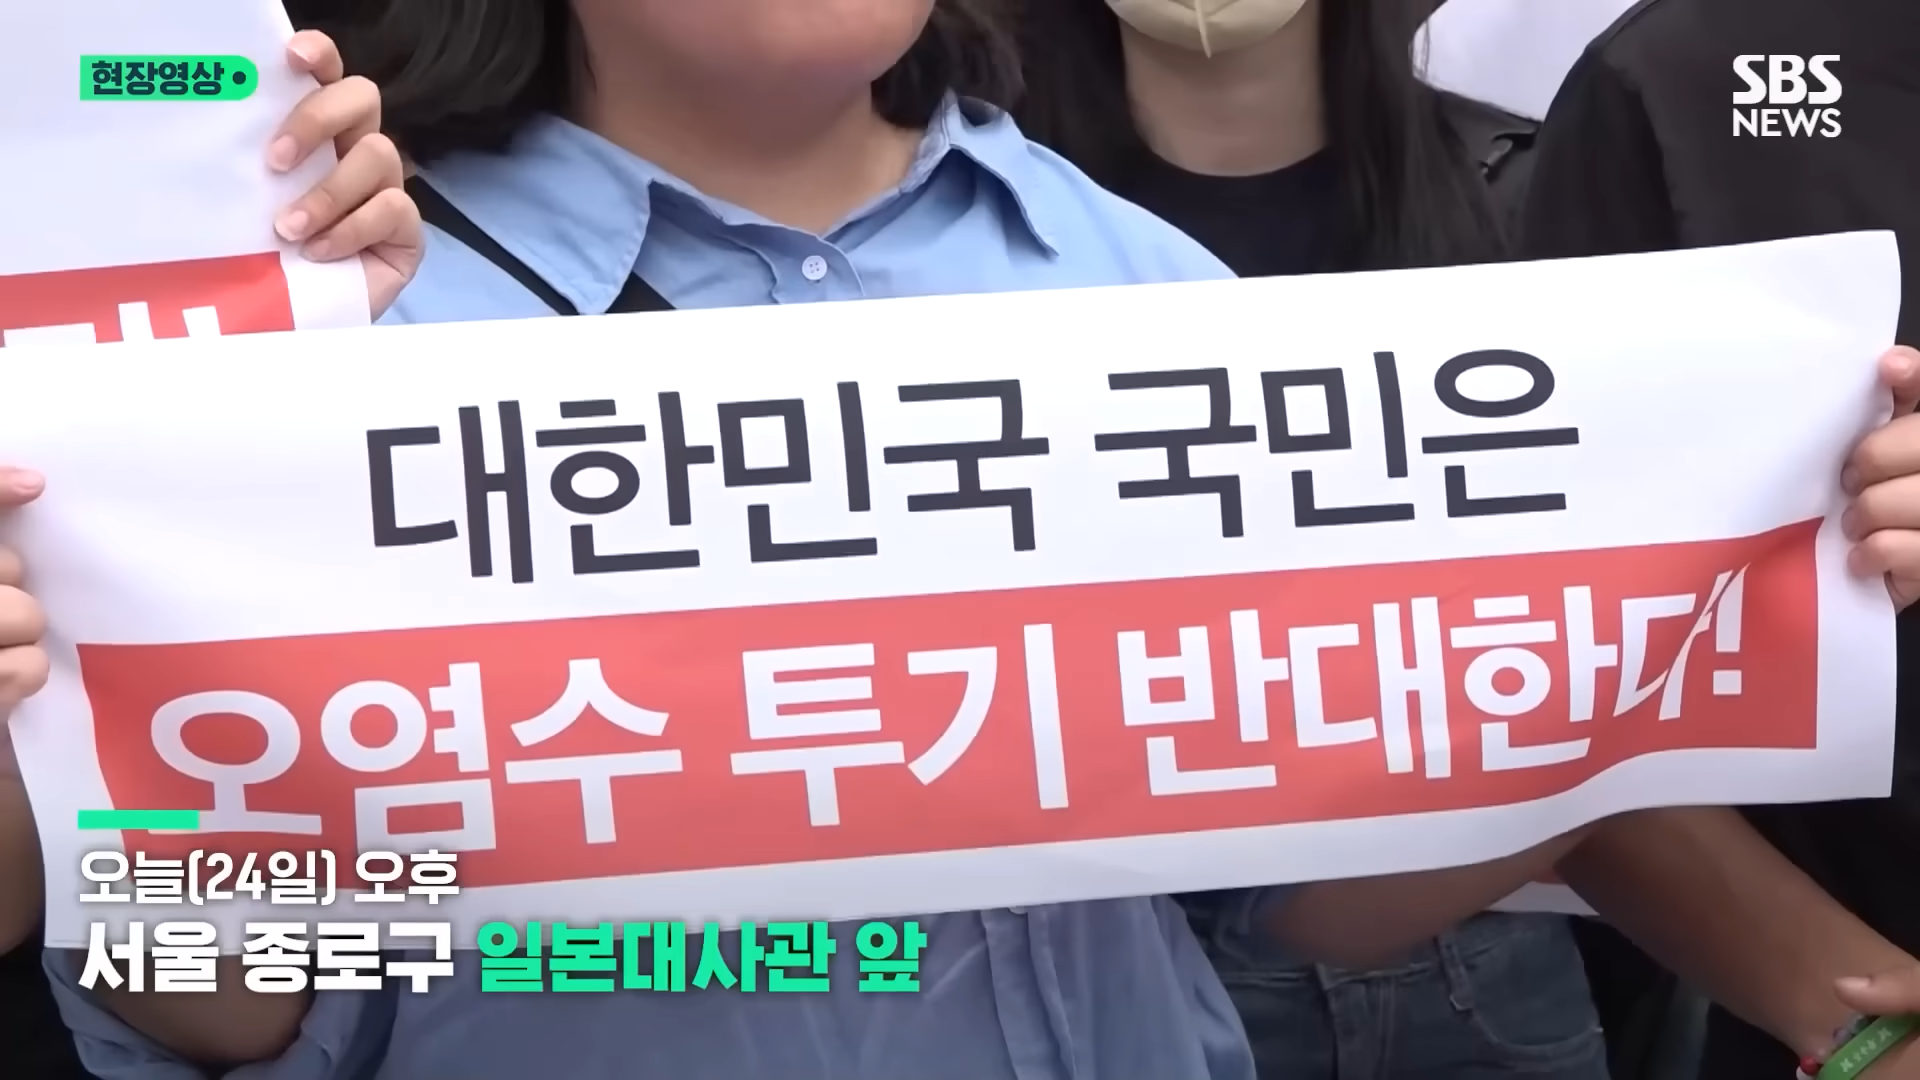 현장영상
SBS
NEWS
대한민국 국민은
오염수 투기 반대한다!
오늘(24일) 오후
서울 종로구 일본대사관 앞